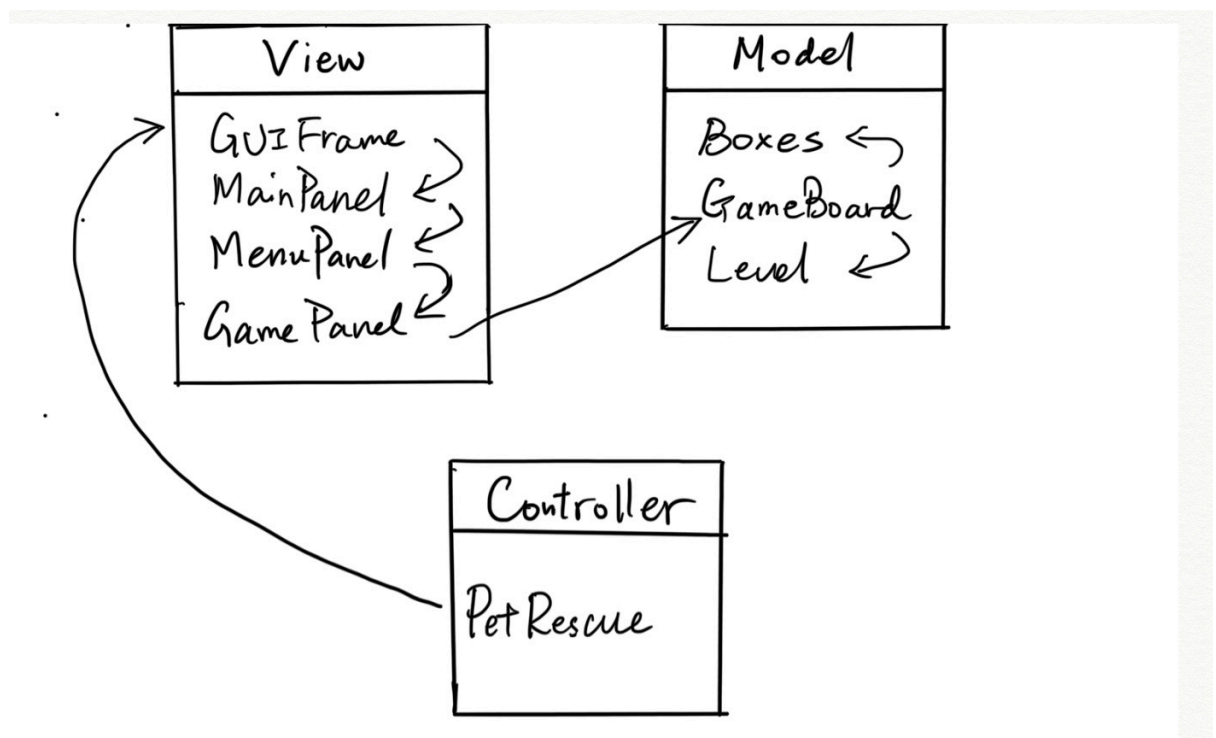 View
GUIFrame
MainPanel
MenuPanel
GamePanel
Model
Boxes
GameBoard
Level
Controller
PetRescue